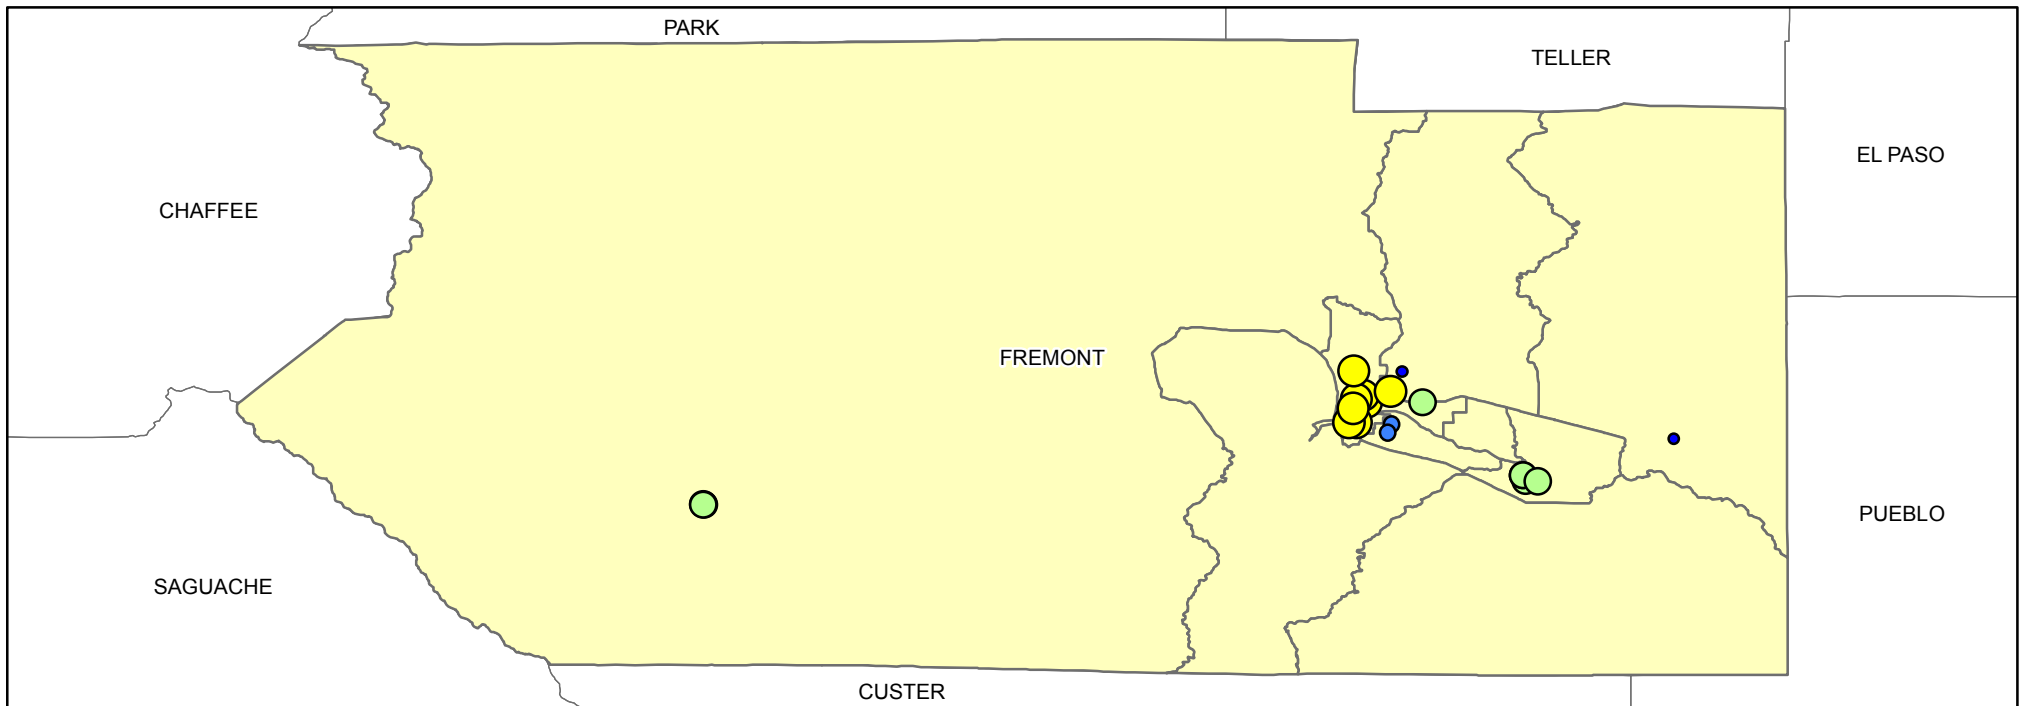 PARK
TELLER
EL PASO
CHAFFEE
FREMONT
PUEBLO
SAGUACHE
CUSTER